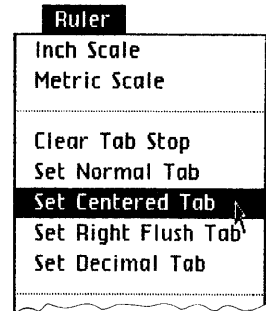 Ruler
Inch Scale
Metric Scale
Clear Tab Stop
Set Normal Tab
Set Centered Tab
Set Right Flush Tab
Set Decimal Tab